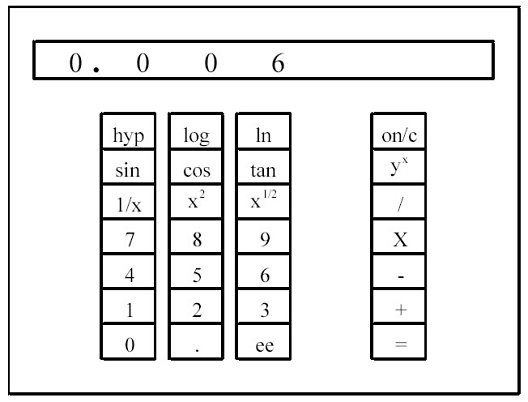 0. 0 0 6
hyp log ln on/c
sin cos tan yˣ
1/x x² x¹/² /
7 8 9 X
4 5 6 -
1 2 3 +
0 . ee =